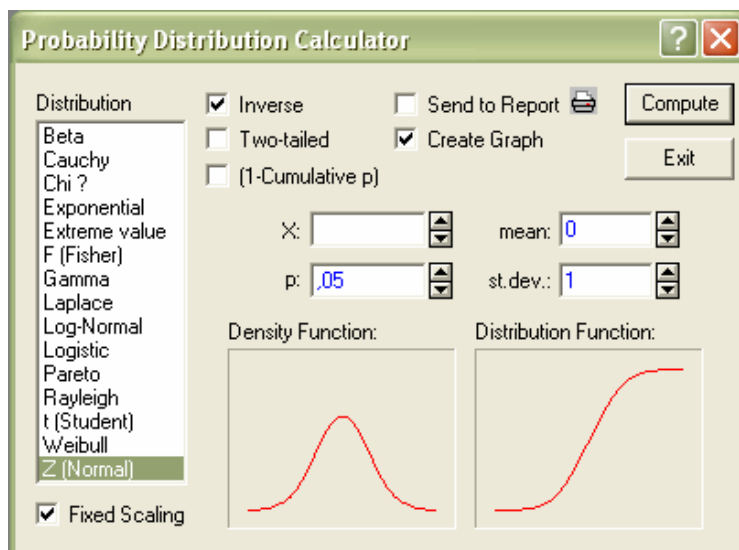 Probability Distribution Calculator
Distribution
Beta
Cauchy
Chi ?
Exponential
Extreme value
F (Fisher)
Gamma
Laplace
Log-Normal
Logistic
Pareto
Rayleigh
t (Student)
Weibull
Z (Normal)
Fixed Scaling
Inverse
Two-tailed
(1-Cumulative p)
Send to Report
Create Graph
Compute
Exit
X:
mean: 0
p: ,05
st.dev.: 1
Density Function:
Distribution Function: